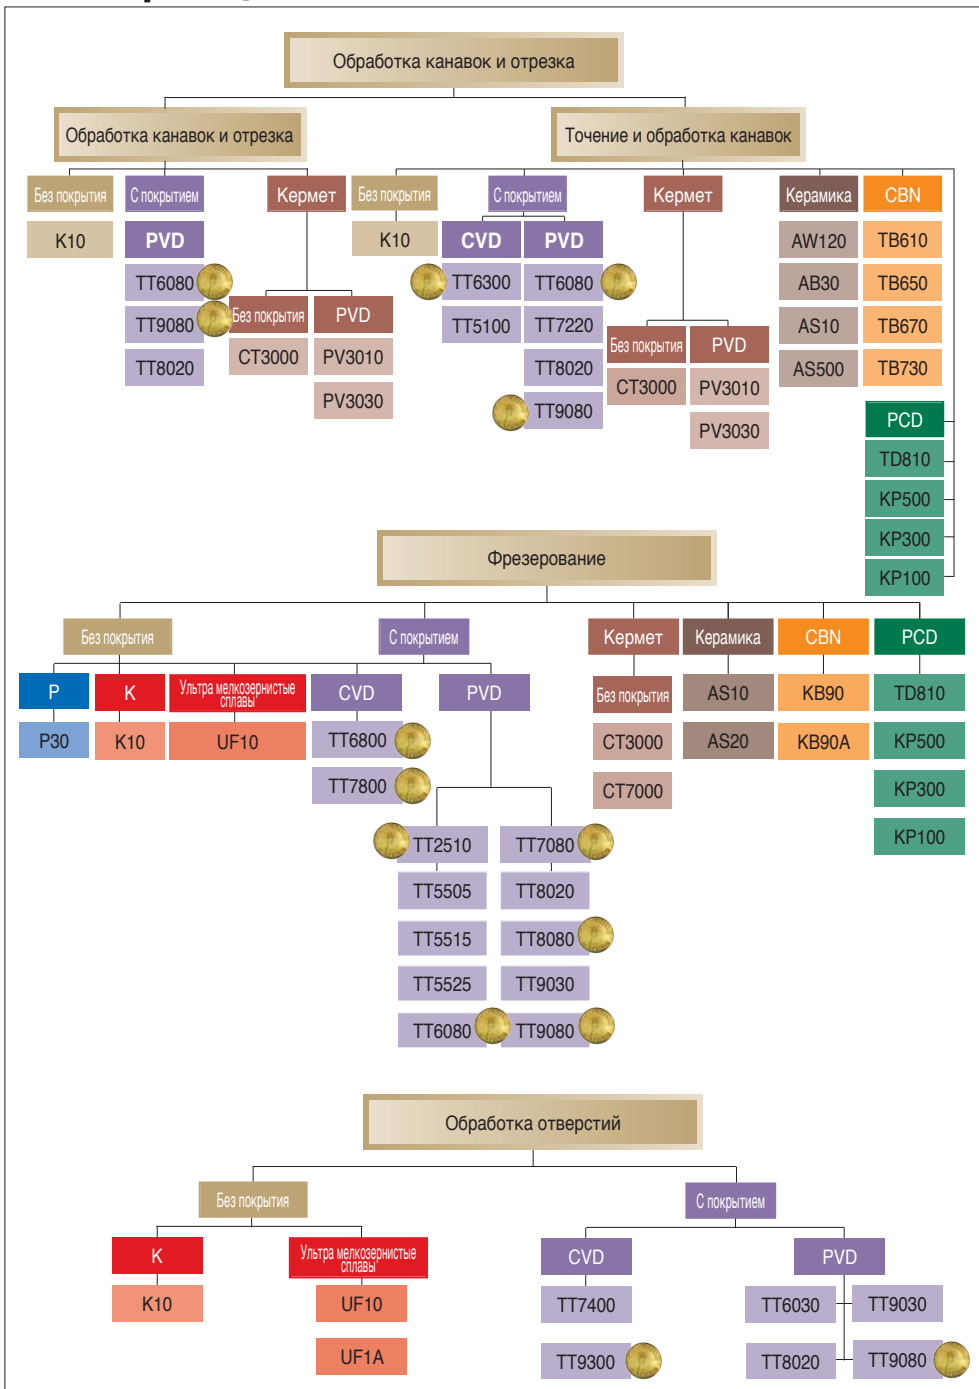 Обработка канавок и отрезка
Обработка канавок и отрезка
Точение и обработка канавок
Без покрытия
С покрытием
Кермет
Без покрытия
С покрытием
Кермет
Керамика
CBN
K10
PVD
K10
CVD
PVD
AW120
TB610
TT6080
TT6300
TT6080
AB30
TB650
Без покрытия
PVD
TT9080
TT5100
TT7220
AS10
TB670
Без покрытия
PVD
TT8020
CT3000
PV3010
TT8020
AS500
TB730
CT3000
PV3010
PV3030
TT9080
PV3030
PCD
TD810
KP500
KP300
KP100
Фрезерование
Без покрытия
С покрытием
Кермет
Керамика
CBN
PCD
P
K
Ультра мелкозернистые
сплавы
CVD
PVD
Без покрытия
AS10
KB90
TD810
P30
K10
UF10
TT6800
CT3000
AS20
KB90A
KP500
TT7800
CT7000
KP300
TT2510
TT7080
KP100
TT5505
TT8020
TT5515
TT8080
TT5525
TT9030
TT6080
TT9080
Обработка отверстий
Без покрытия
С покрытием
K
Ультра мелкозернистые
сплавы
CVD
PVD
K10
UF10
TT7400
TT6030
TT9030
UF1A
TT9300
TT8020
TT9080